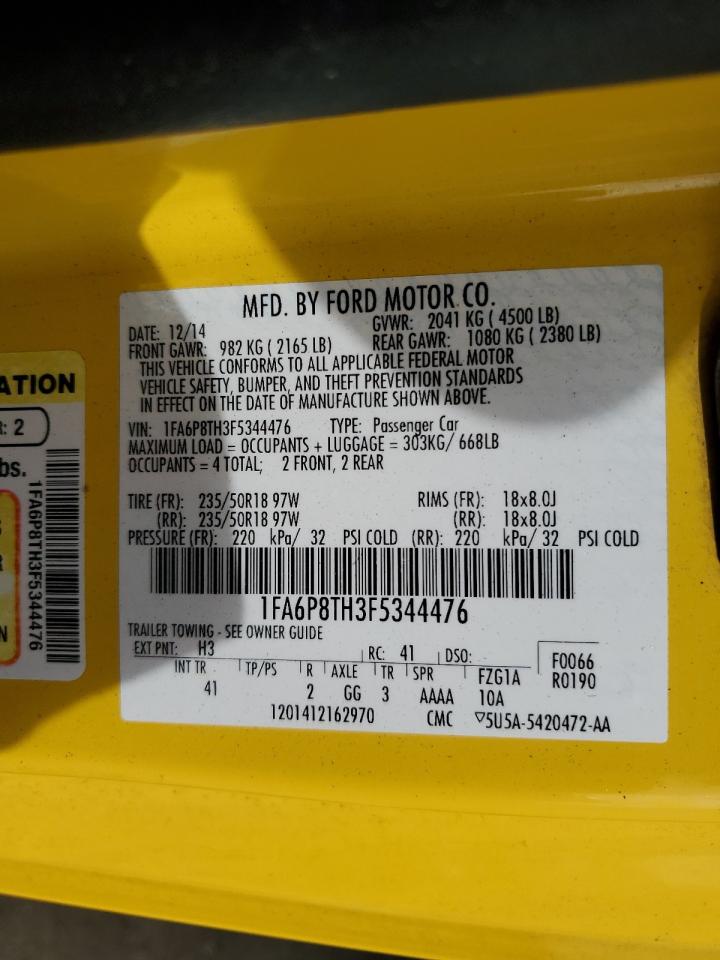 MFD. BY FORD MOTOR CO.
DATE: 12/14 GVWR: 2041 KG ( 4500 LB)
FRONT GAWR: 982 KG ( 2165 LB) REAR GAWR: 1080 KG ( 2380 LB)
THIS VEHICLE CONFORMS TO ALL APPLICABLE FEDERAL MOTOR
VEHICLE SAFETY, BUMPER, AND THEFT PREVENTION STANDARDS
IN EFFECT ON THE DATE OF MANUFACTURE SHOWN ABOVE.
VIN: 1FA6P8TH3F5344476 TYPE: Passenger Car
MAXIMUM LOAD = OCCUPANTS + LUGGAGE = 303KG/ 668LB
OCCUPANTS = 4 TOTAL; 2 FRONT, 2 REAR
TIRE (FR): 235/50R18 97W RIMS (FR): 18x8.0J
(RR): 235/50R18 97W (RR): 18x8.0J
PRESSURE (FR): 220 kPa/ 32 PSI COLD (RR): 220 kPa/ 32 PSI COLD
1FA6P8TH3F5344476
TRAILER TOWING - SEE OWNER GUIDE
EXT PNT: H3 RC: 41 DSO: F0066
R0190
INT TR TP/PS R AXLE TR SPR FZG1A
41 2 GG 3 AAAA 10A
1201412162970 CMC ▽5U5A-5420472-AA
ATION
R: 2
bs.
S
R
N
1FA6P8TH3F5344476